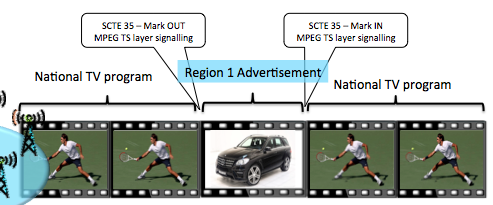 SCTE 35 – Mark OUT
MPEG TS layer signalling
SCTE 35 – Mark IN
MPEG TS layer signalling
National TV program
Region 1 Advertisement
National TV program